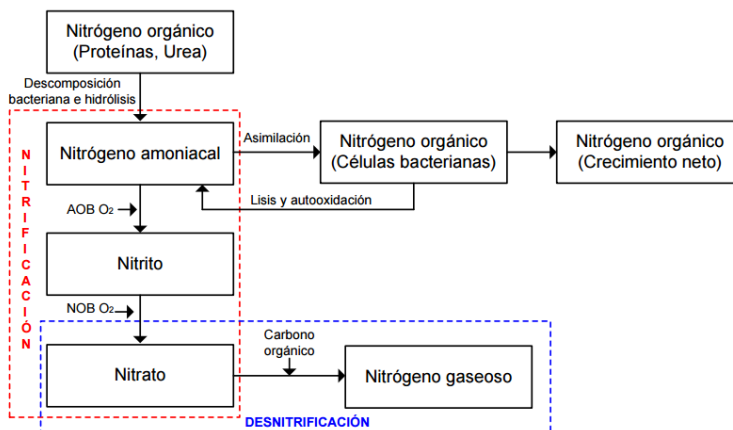 Nitrógeno orgánico
(Proteínas, Urea)
Descomposición
bacteriana e hidrólisis
NITRIFICACIÓN
Nitrógeno amoniacal
Asimilación
Nitrógeno orgánico
(Células bacterianas)
Nitrógeno orgánico
(Crecimiento neto)
Lisis y autooxidación
AOB O₂
Nitrito
NOB O₂
Carbono
orgánico
Nitrato
Nitrógeno gaseoso
DESNITRIFICACIÓN